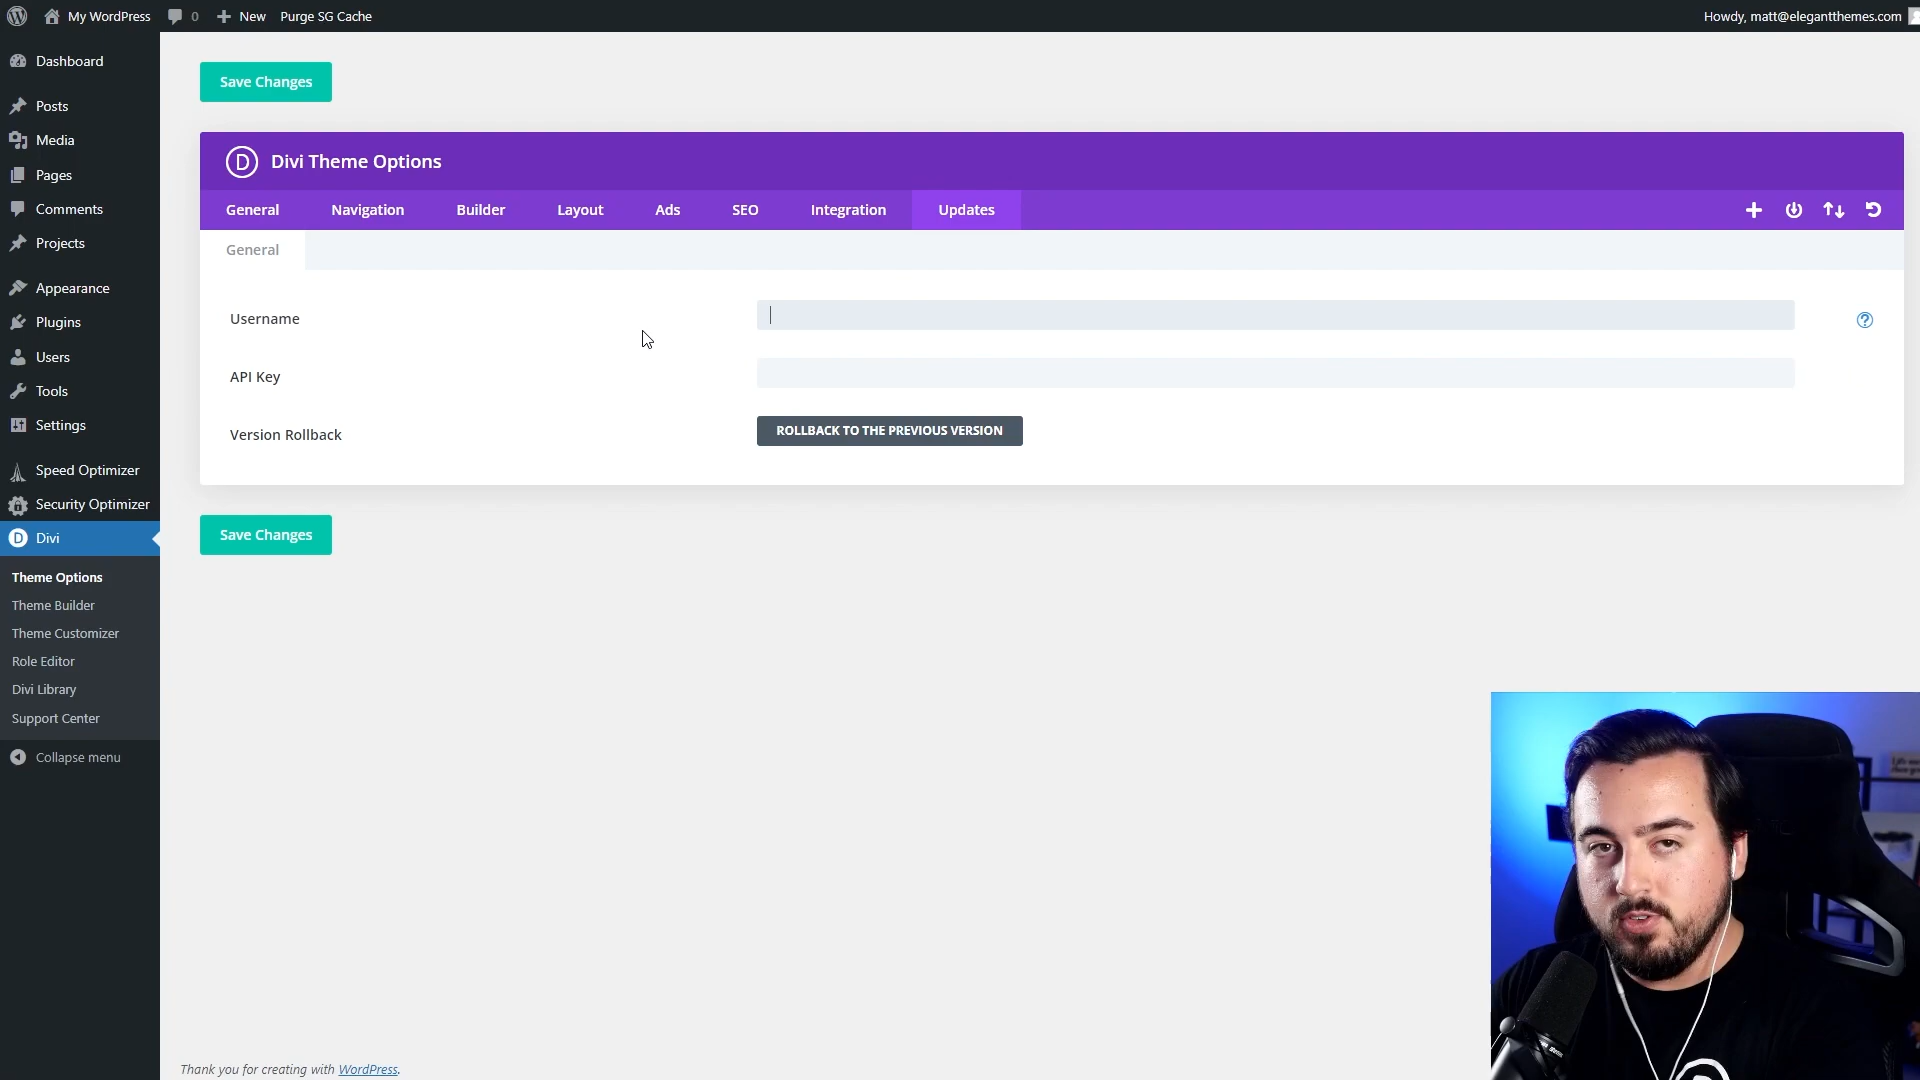 My WordPress
0
New
Purge SG Cache
Howdy, matt@elegantthemes.com
Dashboard
Posts
Media
Pages
Comments
Projects
Appearance
Plugins
Users
Tools
Settings
Speed Optimizer
Security Optimizer
D
Divi
Theme Options
Theme Builder
Theme Customizer
Role Editor
Divi Library
Support Center
Collapse menu
Save Changes
D
Divi Theme Options
General
Navigation
Builder
Layout
Ads
SEO
Integration
Updates
General
Username
?
API Key
Version Rollback
ROLLBACK TO THE PREVIOUS VERSION
Save Changes
Thank you for creating with WordPress.